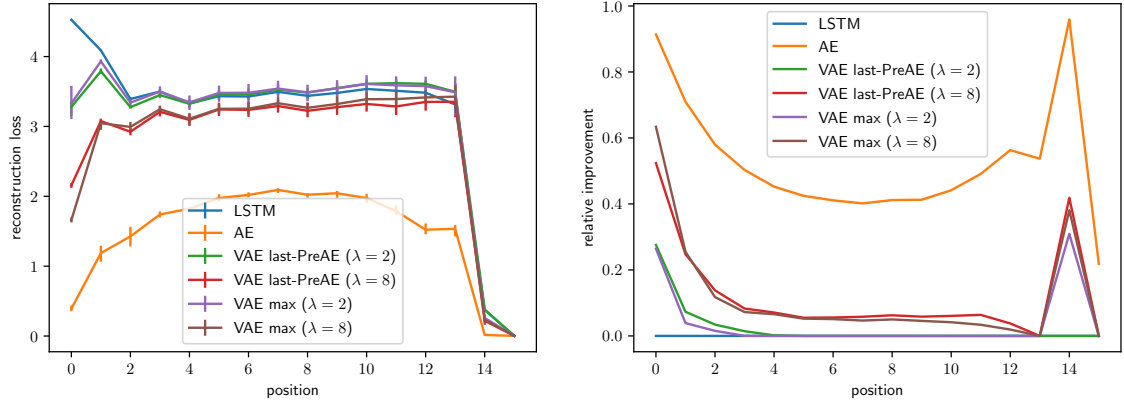 reconstruction loss
4
3
2
1
0
LSTM
AE
VAE last-PreAE (λ = 2)
VAE last-PreAE (λ = 8)
VAE max (λ = 2)
VAE max (λ = 8)
0 2 4 6 8 10 12 14
position
relative improvement
1.0
0.8
0.6
0.4
0.2
0.0
LSTM
AE
VAE last-PreAE (λ = 2)
VAE last-PreAE (λ = 8)
VAE max (λ = 2)
VAE max (λ = 8)
0 2 4 6 8 10 12 14
position